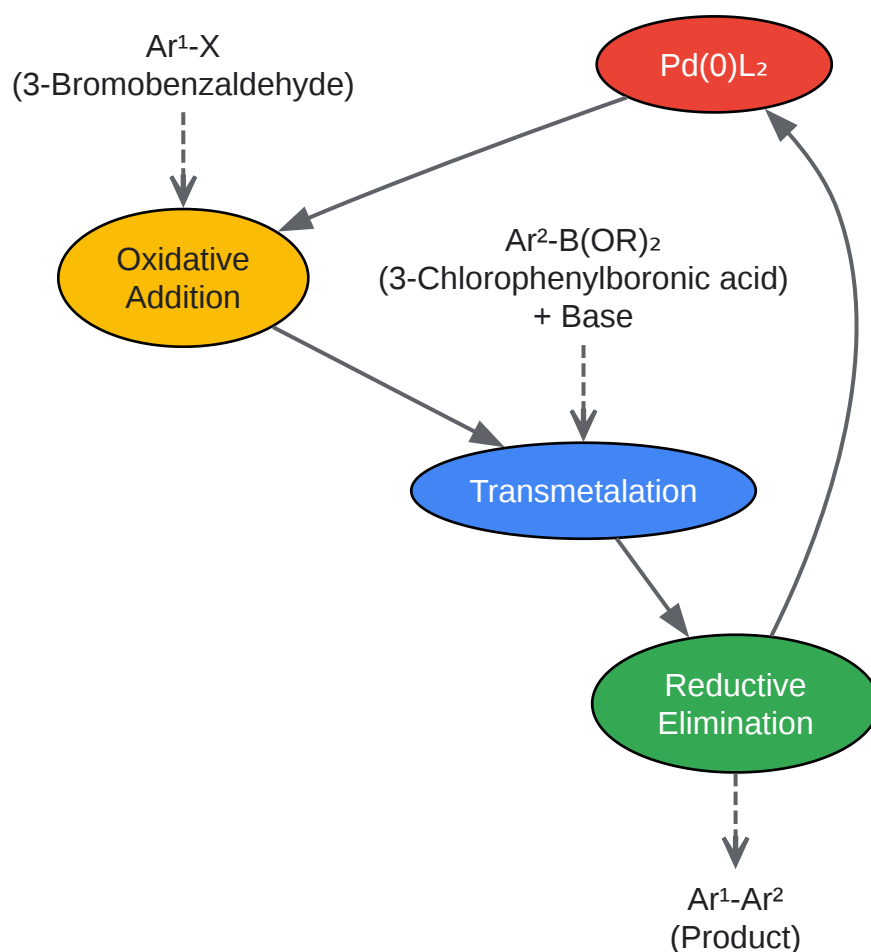 Ar¹-X
(3-Bromobenzaldehyde)
Pd(0)L₂
Oxidative
Addition
Ar²-B(OR)₂
(3-Chlorophenylboronic acid)
+ Base
Transmetalation
Reductive
Elimination
Ar¹-Ar²
(Product)